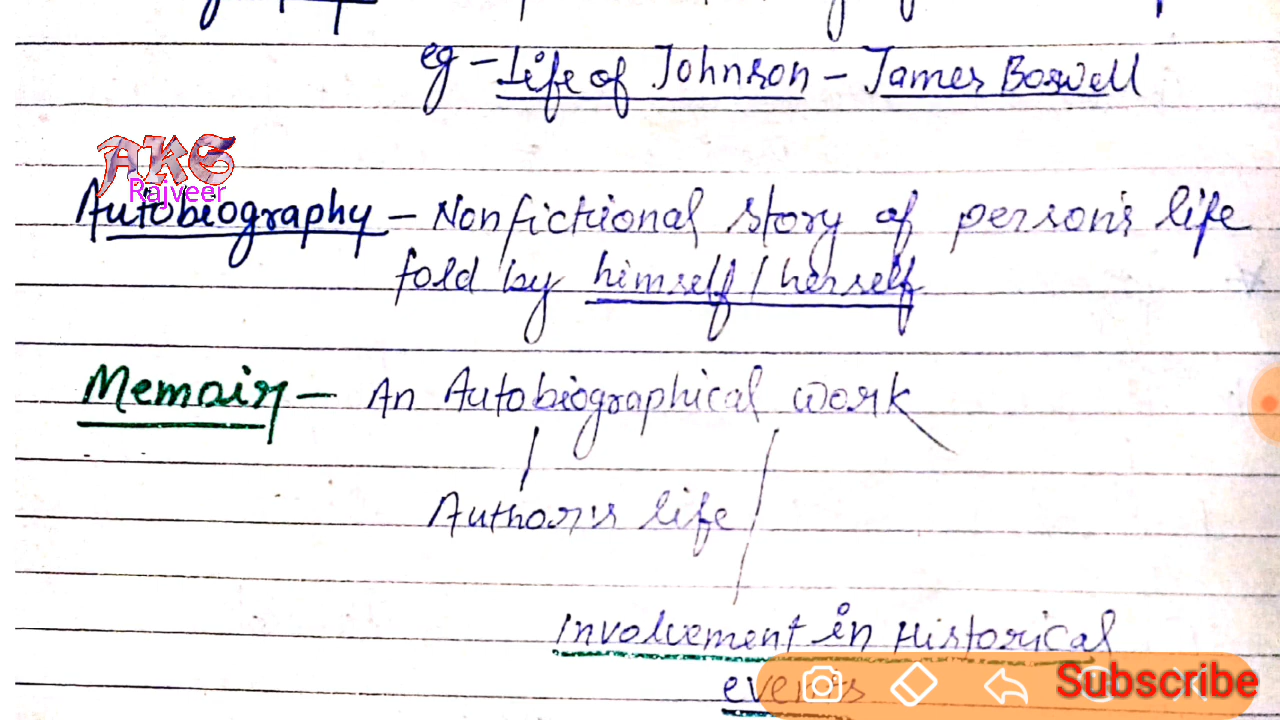 eg - Life of Johnson - James Boswell
AKS
Rajveer
Autobiography - Nonfictional story of person's life
told by himself/herself
Memoir - An Autobiographical work
Author's life
Involvement in Historical
events
Subscribe